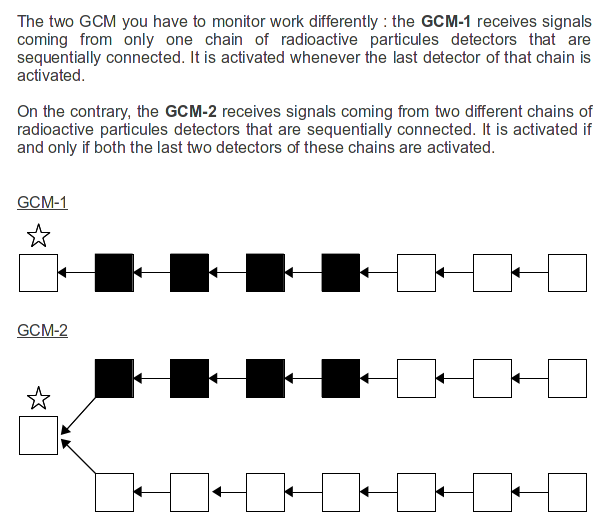 The two GCM you have to monitor work differently : the GCM-1 receives signals
coming from only one chain of radioactive particules detectors that are
sequentially connected. It is activated whenever the last detector of that chain is
activated.
On the contrary, the GCM-2 receives signals coming from two different chains of
radioactive particules detectors that are sequentially connected. It is activated if
and only if both the last two detectors of these chains are activated.
GCM-1
GCM-2